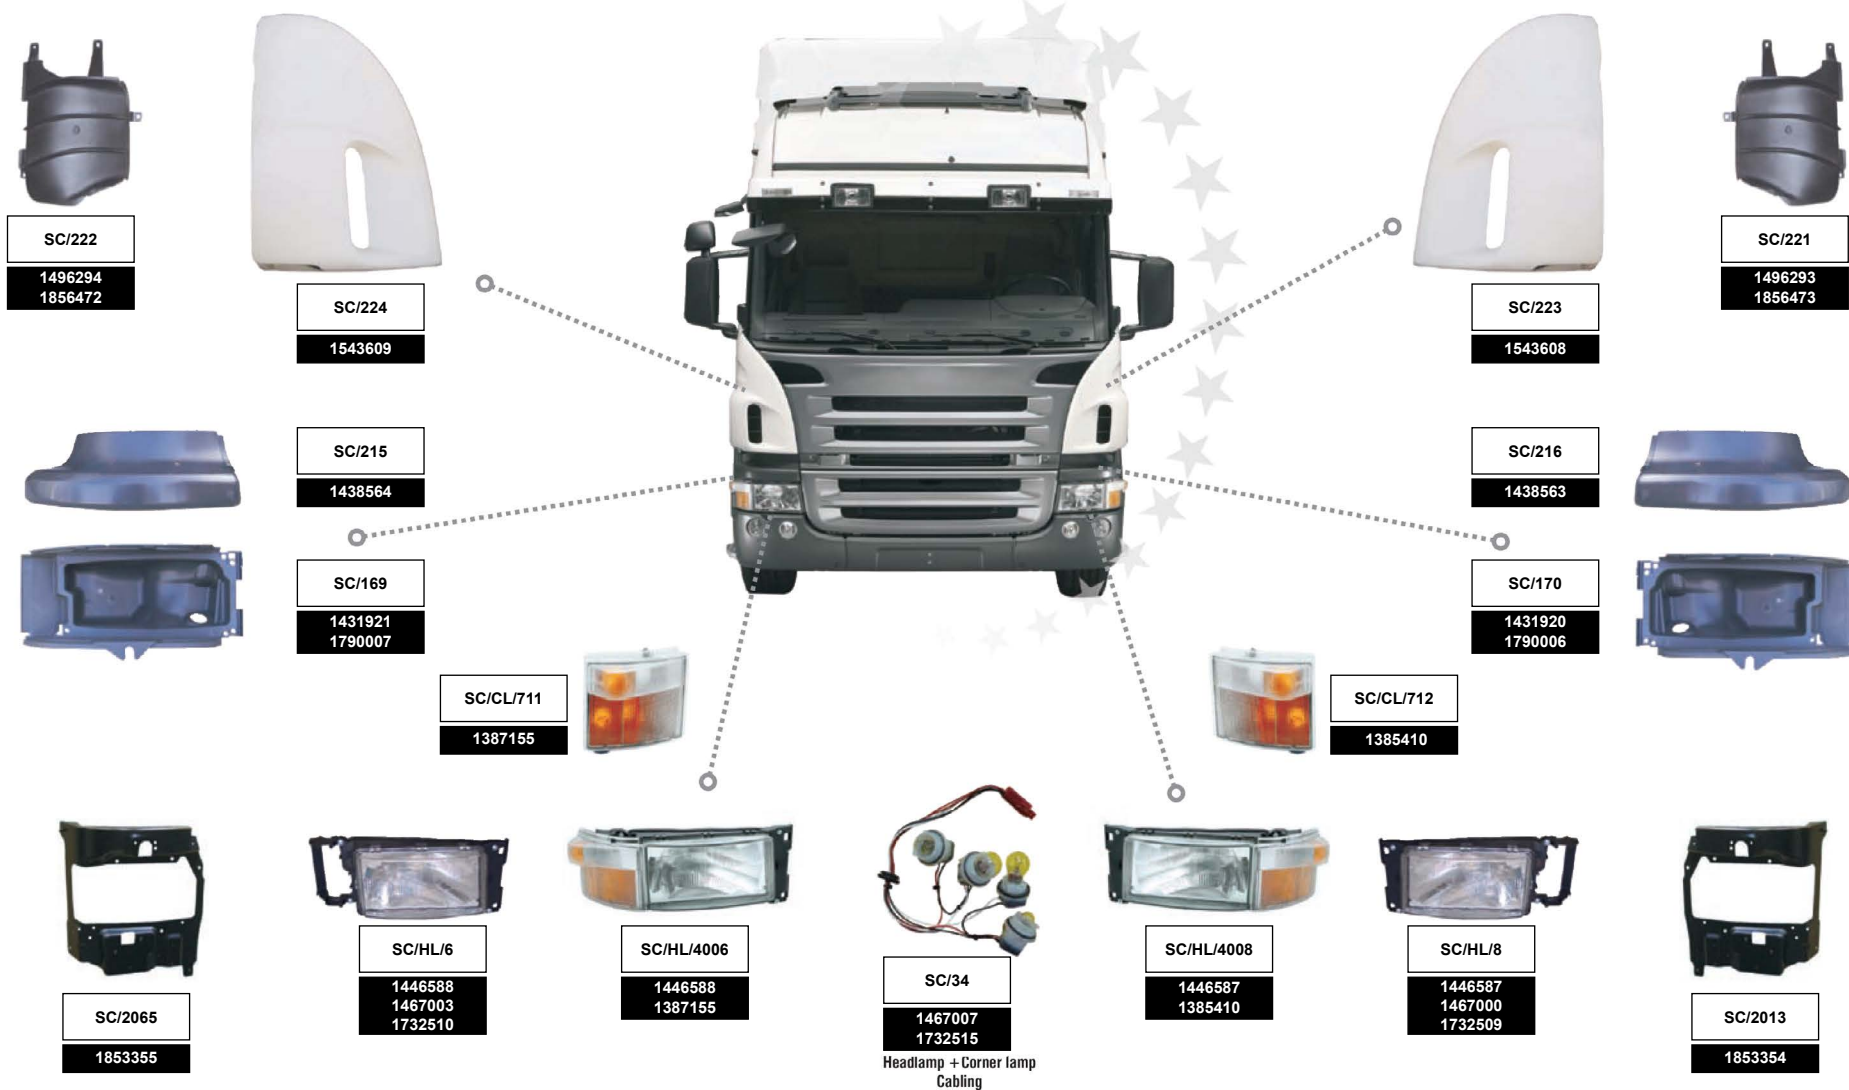 SC/222
1496294
1856472
SC/224
1543609
SC/223
1543608
SC/221
1496293
1856473
SC/215
1438564
SC/216
1438563
SC/169
1431921
1790007
SC/170
1431920
1790006
SC/CL/711
1387155
SC/CL/712
1385410
SC/2065
1853355
SC/HL/6
1446588
1467003
1732510
SC/HL/4006
1446588
1387155
SC/34
1467007
1732515
Headlamp + Corner lamp
Cabling
SC/HL/4008
1446587
1385410
SC/HL/8
1446587
1467000
1732509
SC/2013
1853354